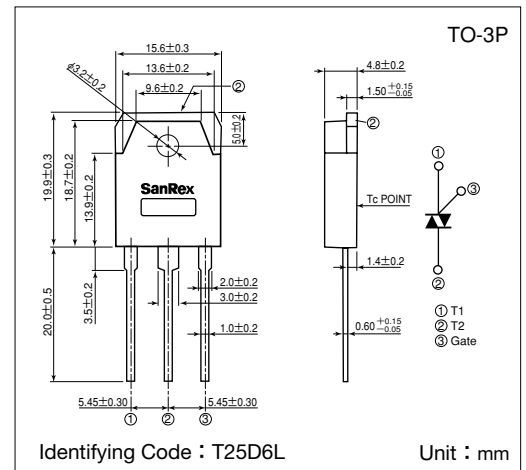 TO-3P
15.6±0.3
13.6±0.2
9.6±0.2
φ3.2±0.2
②
5.0±0.2
19.9±0.3
18.7±0.2
13.9±0.2
SanRex
20.0±0.5
3.5±0.2
2.0±0.2
3.0±0.2
1.0±0.2
5.45±0.30
5.45±0.30
① ② ③
4.8±0.2
1.50 +0.15 −0.05
②
Tc POINT
1.4±0.2
0.60 +0.15 −0.05
①
③
②
① T1
② T2
③ Gate
Identifying Code：T25D6L
Unit：mm